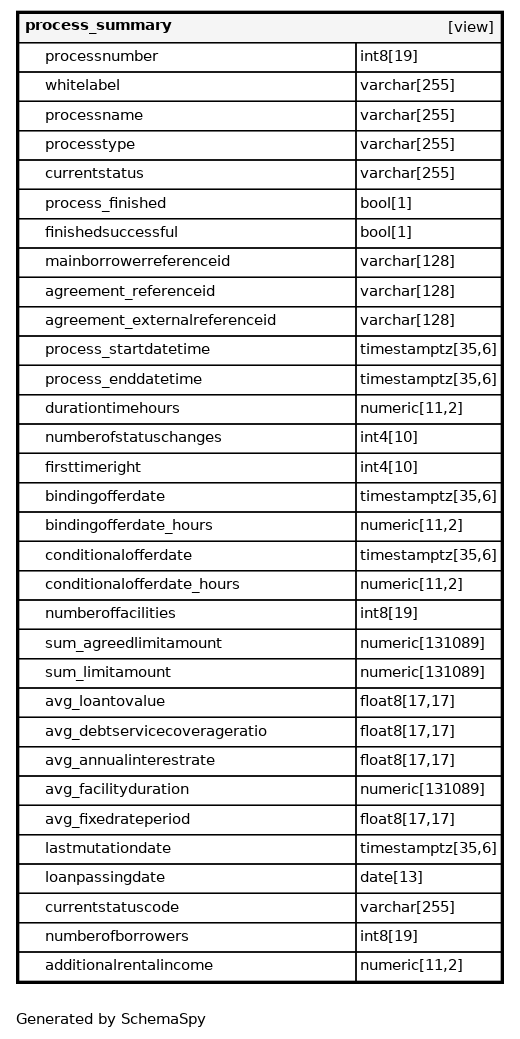 process_summary [view]
processnumber int8[19]
whitelabel varchar[255]
processname varchar[255]
processtype varchar[255]
currentstatus varchar[255]
process_finished bool[1]
finishedsuccessful bool[1]
mainborrowerreferenceid varchar[128]
agreement_referenceid varchar[128]
agreement_externalreferenceid varchar[128]
process_startdatetime timestamptz[35,6]
process_enddatetime timestamptz[35,6]
durationtimehours numeric[11,2]
numberofstatuschanges int4[10]
firsttimeright int4[10]
bindingofferdate timestamptz[35,6]
bindingofferdate_hours numeric[11,2]
conditionalofferdate timestamptz[35,6]
conditionalofferdate_hours numeric[11,2]
numberoffacilities int8[19]
sum_agreedlimitamount numeric[131089]
sum_limitamount numeric[131089]
avg_loantovalue float8[17,17]
avg_debtservicecoverageratio float8[17,17]
avg_annualinterestrate float8[17,17]
avg_facilityduration numeric[131089]
avg_fixedrateperiod float8[17,17]
lastmutationdate timestamptz[35,6]
loanpassingdate date[13]
currentstatuscode varchar[255]
numberofborrowers int8[19]
additionalrentalincome numeric[11,2]
Generated by SchemaSpy